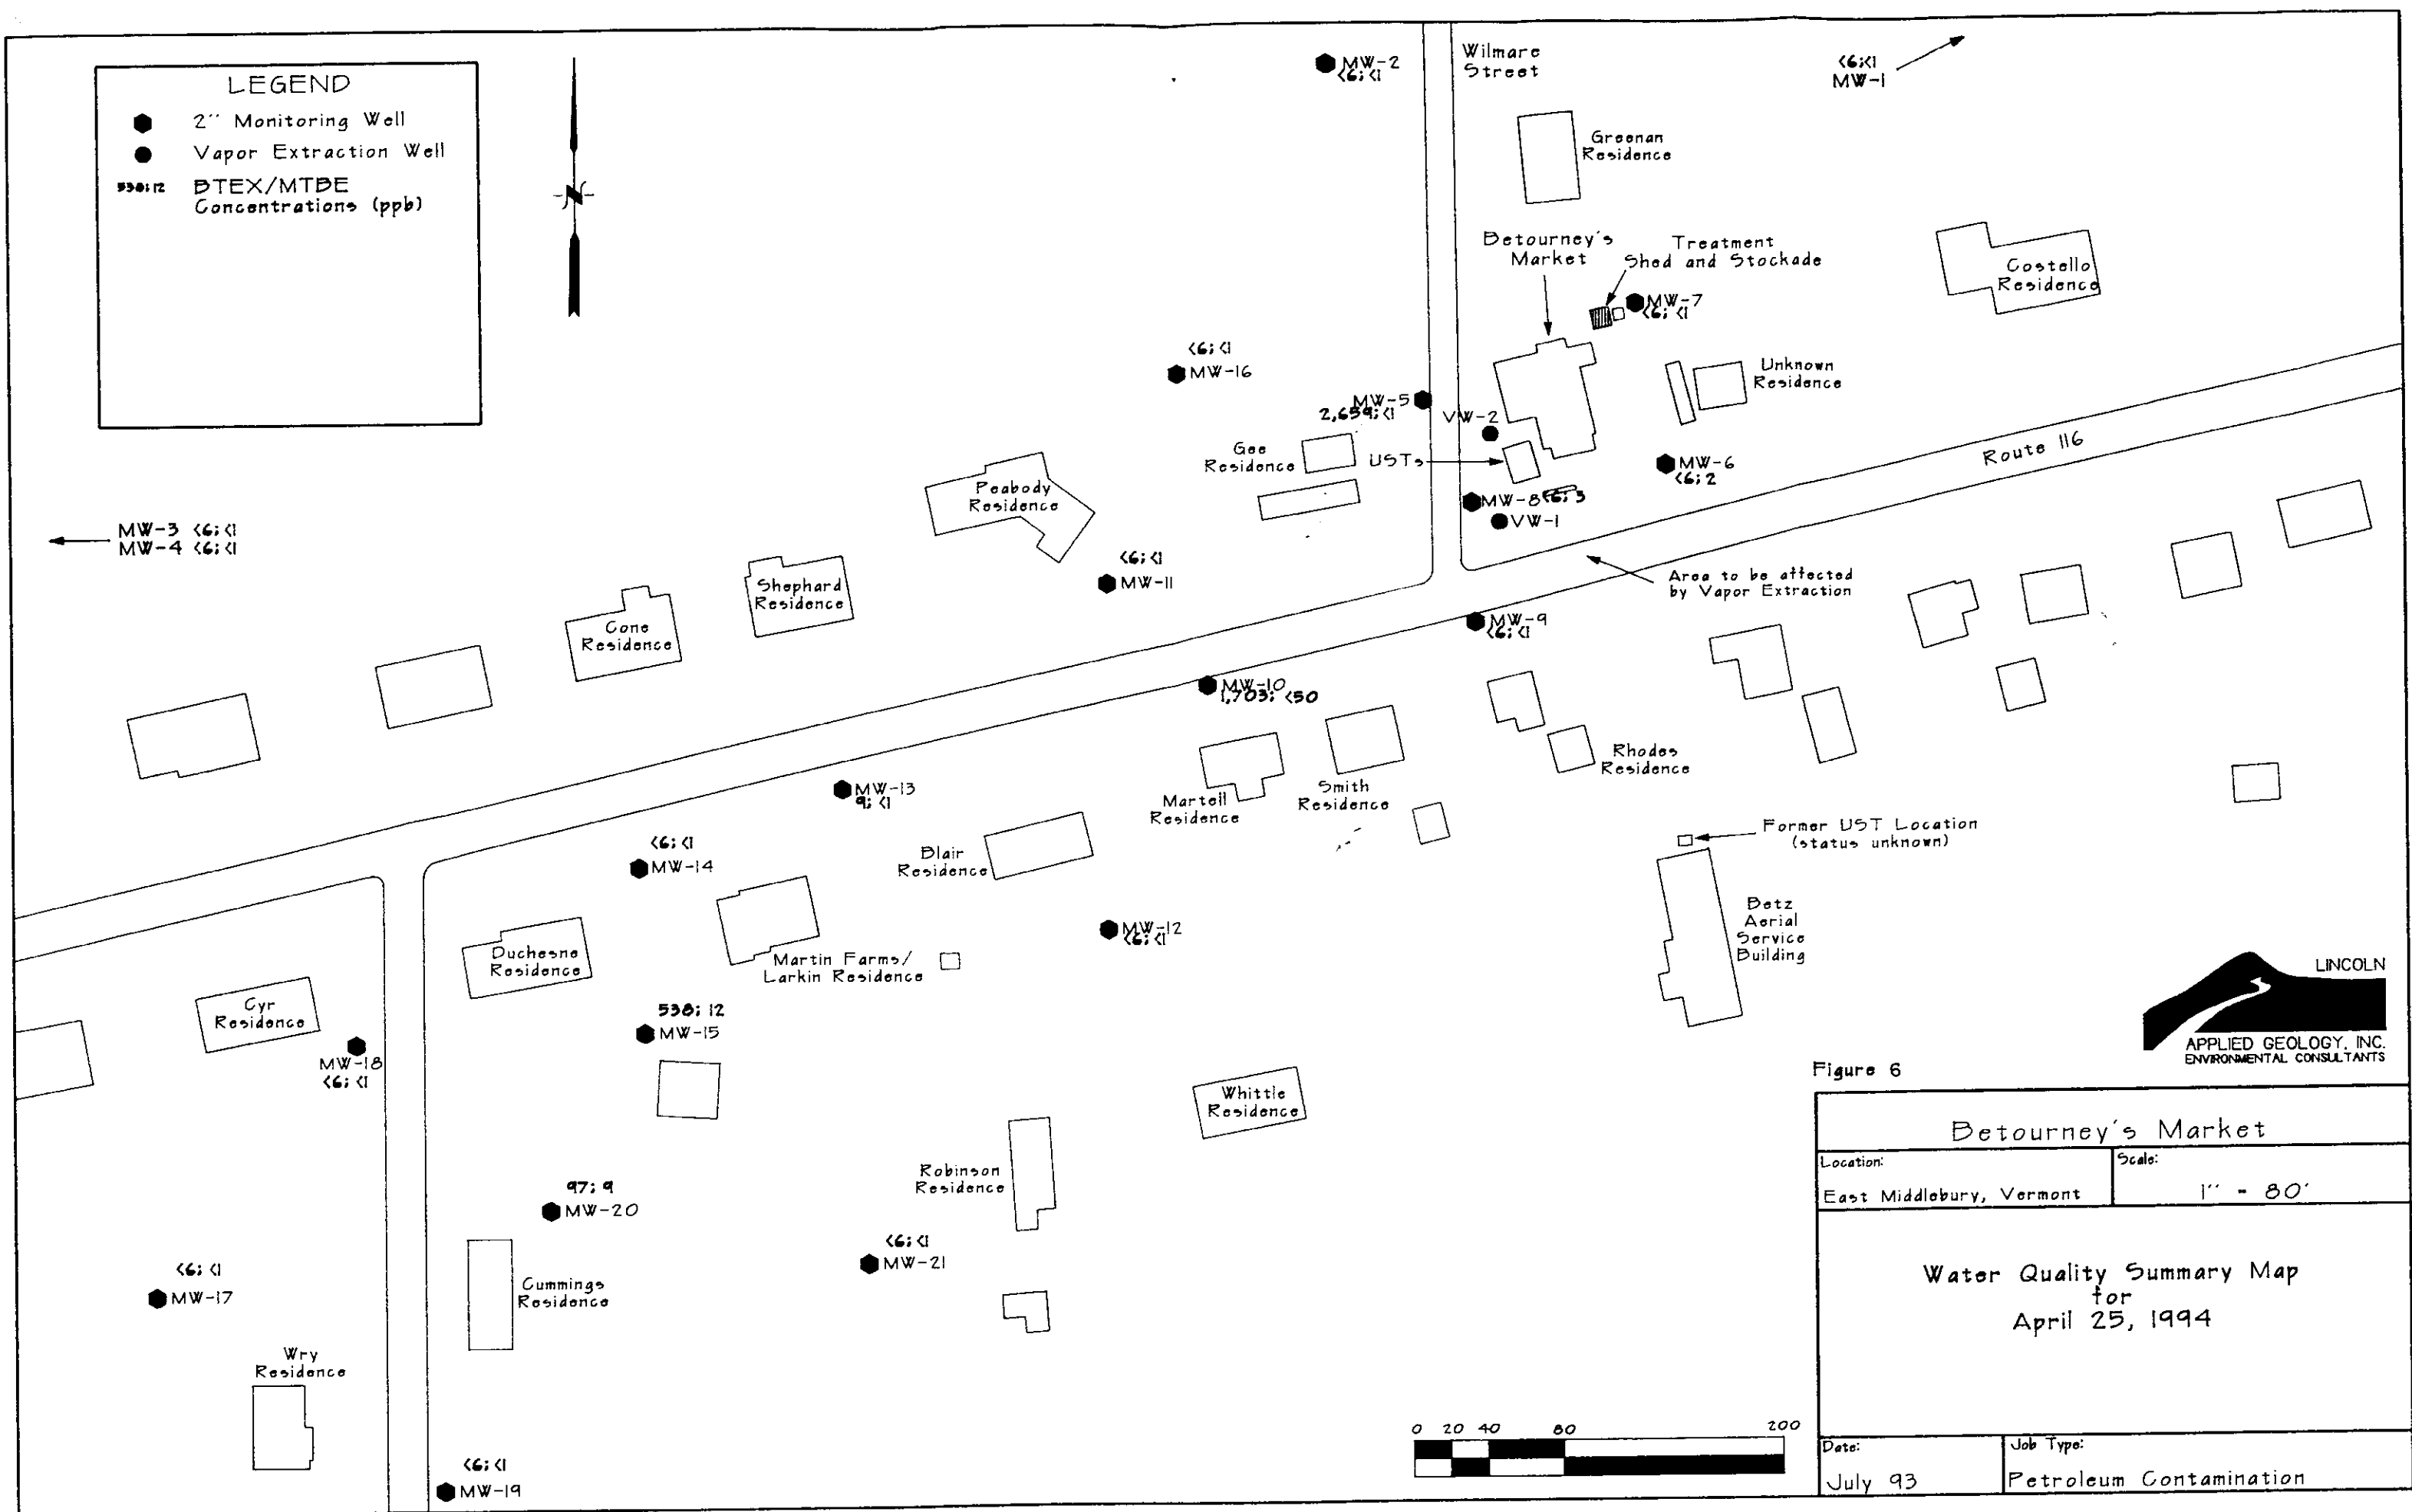 LEGEND
2'' Monitoring Well
Vapor Extraction Well
538;12 BTEX/MTBE
Concentrations (ppb)
N
MW-2
<6; <1
Wilmare
Street
<6;<1
MW-1
Greenan
Residence
Betourney's
Market
Treatment
Shed and Stockade
MW-7
<6; <1
Costello
Residence
<6; <1
MW-16
MW-5
2,659; <1
VW-2
Unknown
Residence
Gee
Residence
USTs
MW-6
<6; 2
Route 116
Peabody
Residence
MW-8 <6; 3
VW-1
MW-3 <6; <1
MW-4 <6; <1
<6; <1
MW-11
Shephard
Residence
Area to be affected
by Vapor Extraction
Cone
Residence
MW-9
<6; <1
MW-10
1,703; <50
Rhodes
Residence
MW-13
9; <1
Martell
Residence
Smith
Residence
Former UST Location
(status unknown)
<6; <1
MW-14
Blair
Residence
Betz
Aerial
Service
Building
MW-12
<6; <1
Duchesne
Residence
Martin Farms/
Larkin Residence
Cyr
Residence
538; 12
MW-15
MW-18
<6; <1
LINCOLN
APPLIED GEOLOGY, INC.
ENVIRONMENTAL CONSULTANTS
Whittle
Residence
Robinson
Residence
97; 9
MW-20
<6; <1
MW-21
<6; <1
MW-17
Cummings
Residence
Wry
Residence
<6; <1
MW-19
0 20 40 80 200
Figure 6
Betourney's Market
Location:
East Middlebury, Vermont
Scale:
1'' = 80'
Water Quality Summary Map
for
April 25, 1994
Date:
July 93
Job Type:
Petroleum Contamination